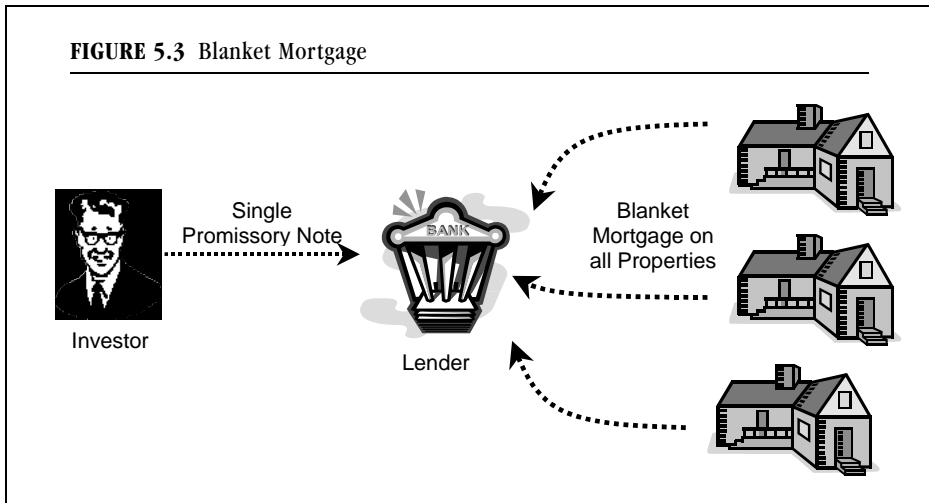 FIGURE 5.3 Blanket Mortgage
Single
Promissory Note
BANK
Blanket
Mortgage on
all Properties
Investor
Lender